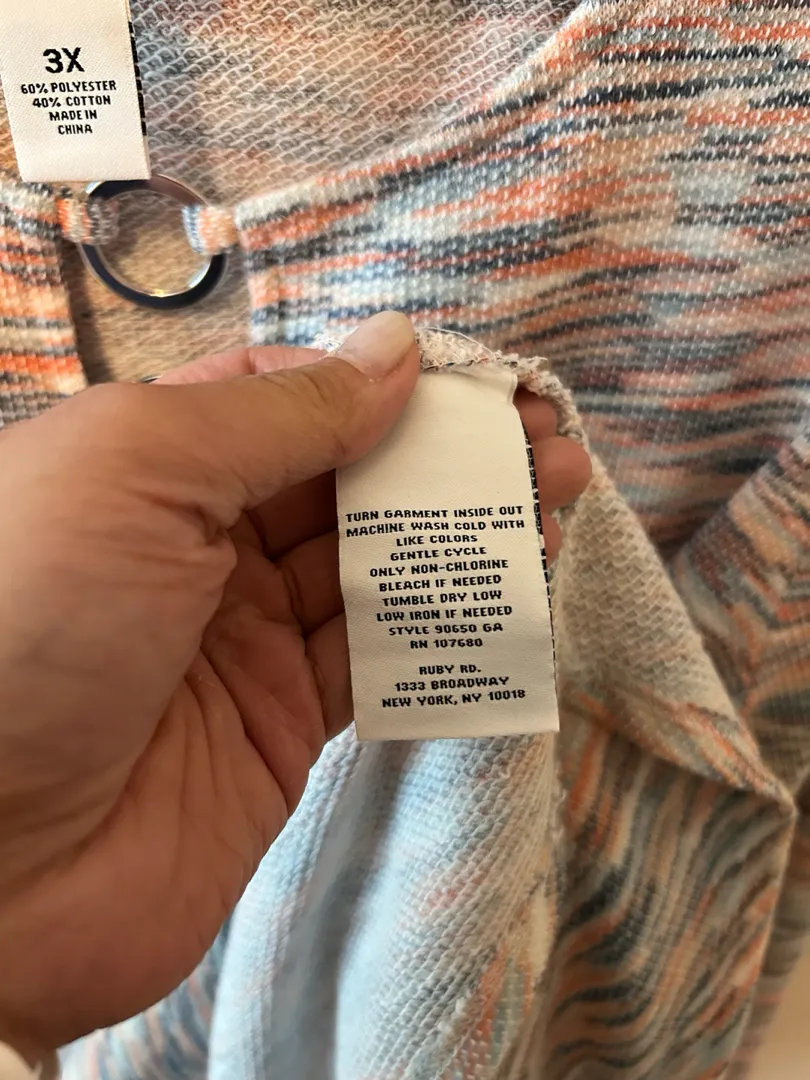 3X
60% POLYESTER
40% COTTON
MADE IN
CHINA
TURN GARMENT INSIDE OUT
MACHINE WASH COLD WITH
LIKE COLORS
GENTLE CYCLE
ONLY NON-CHLORINE
BLEACH IF NEEDED
TUMBLE DRY LOW
LOW IRON IF NEEDED
STYLE 90650 GA
RN 107680
RUBY RD.
1333 BROADWAY
NEW YORK, NY 10018